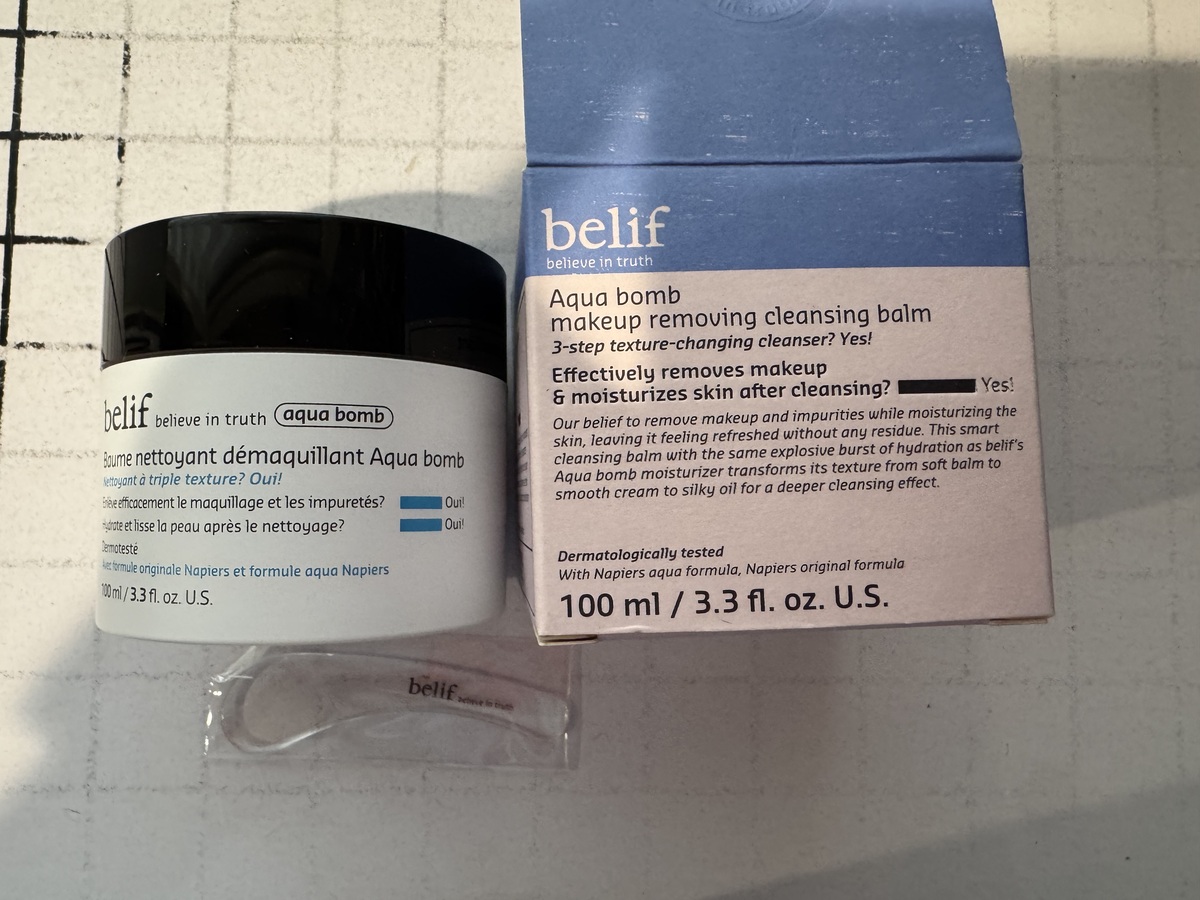 belif believe in truth aqua bomb
Baume nettoyant démaquillant Aqua bomb
Nettoyant à triple texture? Oui!
Enlève efficacement le maquillage et les impuretés? Oui!
Hydrate et lisse la peau après le nettoyage? Oui!
Dermotesté
Avec formule originale Napiers et formule aqua Napiers
100 ml / 3.3 fl. oz. U.S.
belif
believe in truth
Aqua bomb
makeup removing cleansing balm
3-step texture-changing cleanser? Yes!
Effectively removes makeup
& moisturizes skin after cleansing? Yes!
Our belief to remove makeup and impurities while moisturizing the
skin, leaving it feeling refreshed without any residue. This smart
cleansing balm with the same explosive burst of hydration as belif's
Aqua bomb moisturizer transforms its texture from soft balm to
smooth cream to silky oil for a deeper cleansing effect.
Dermatologically tested
With Napiers aqua formula, Napiers original formula
100 ml / 3.3 fl. oz. U.S.
belif believe in truth